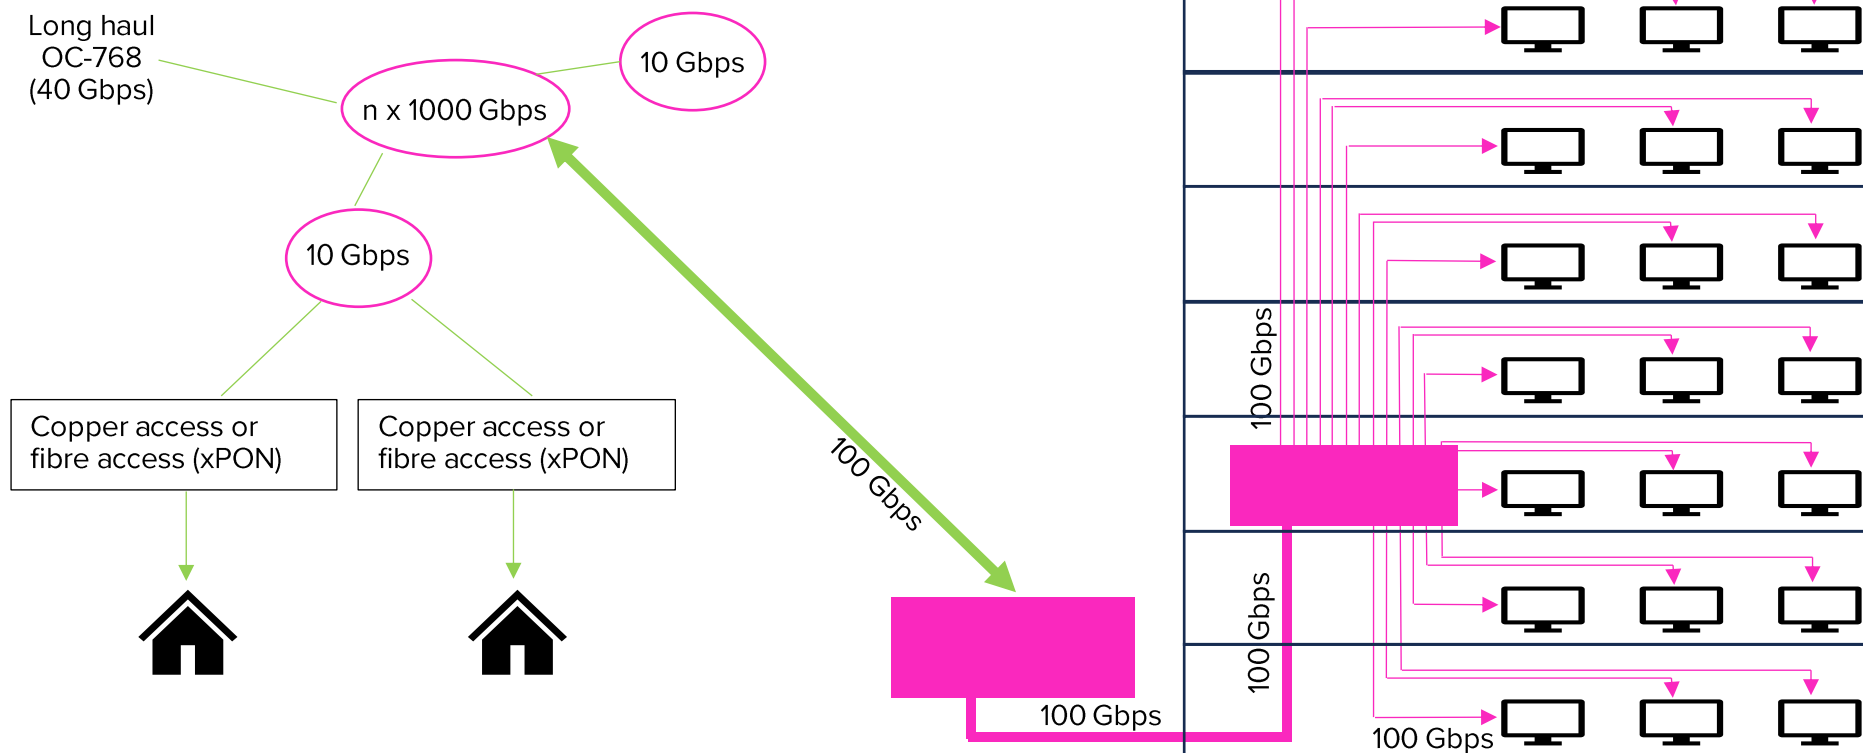 Long haul
OC-768
(40 Gbps)
n x 1000 Gbps
10 Gbps
10 Gbps
Copper access or
fibre access (xPON)
Copper access or
fibre access (xPON)
100 Gbps
100 Gbps
100 Gbps
100 Gbps
100 Gbps